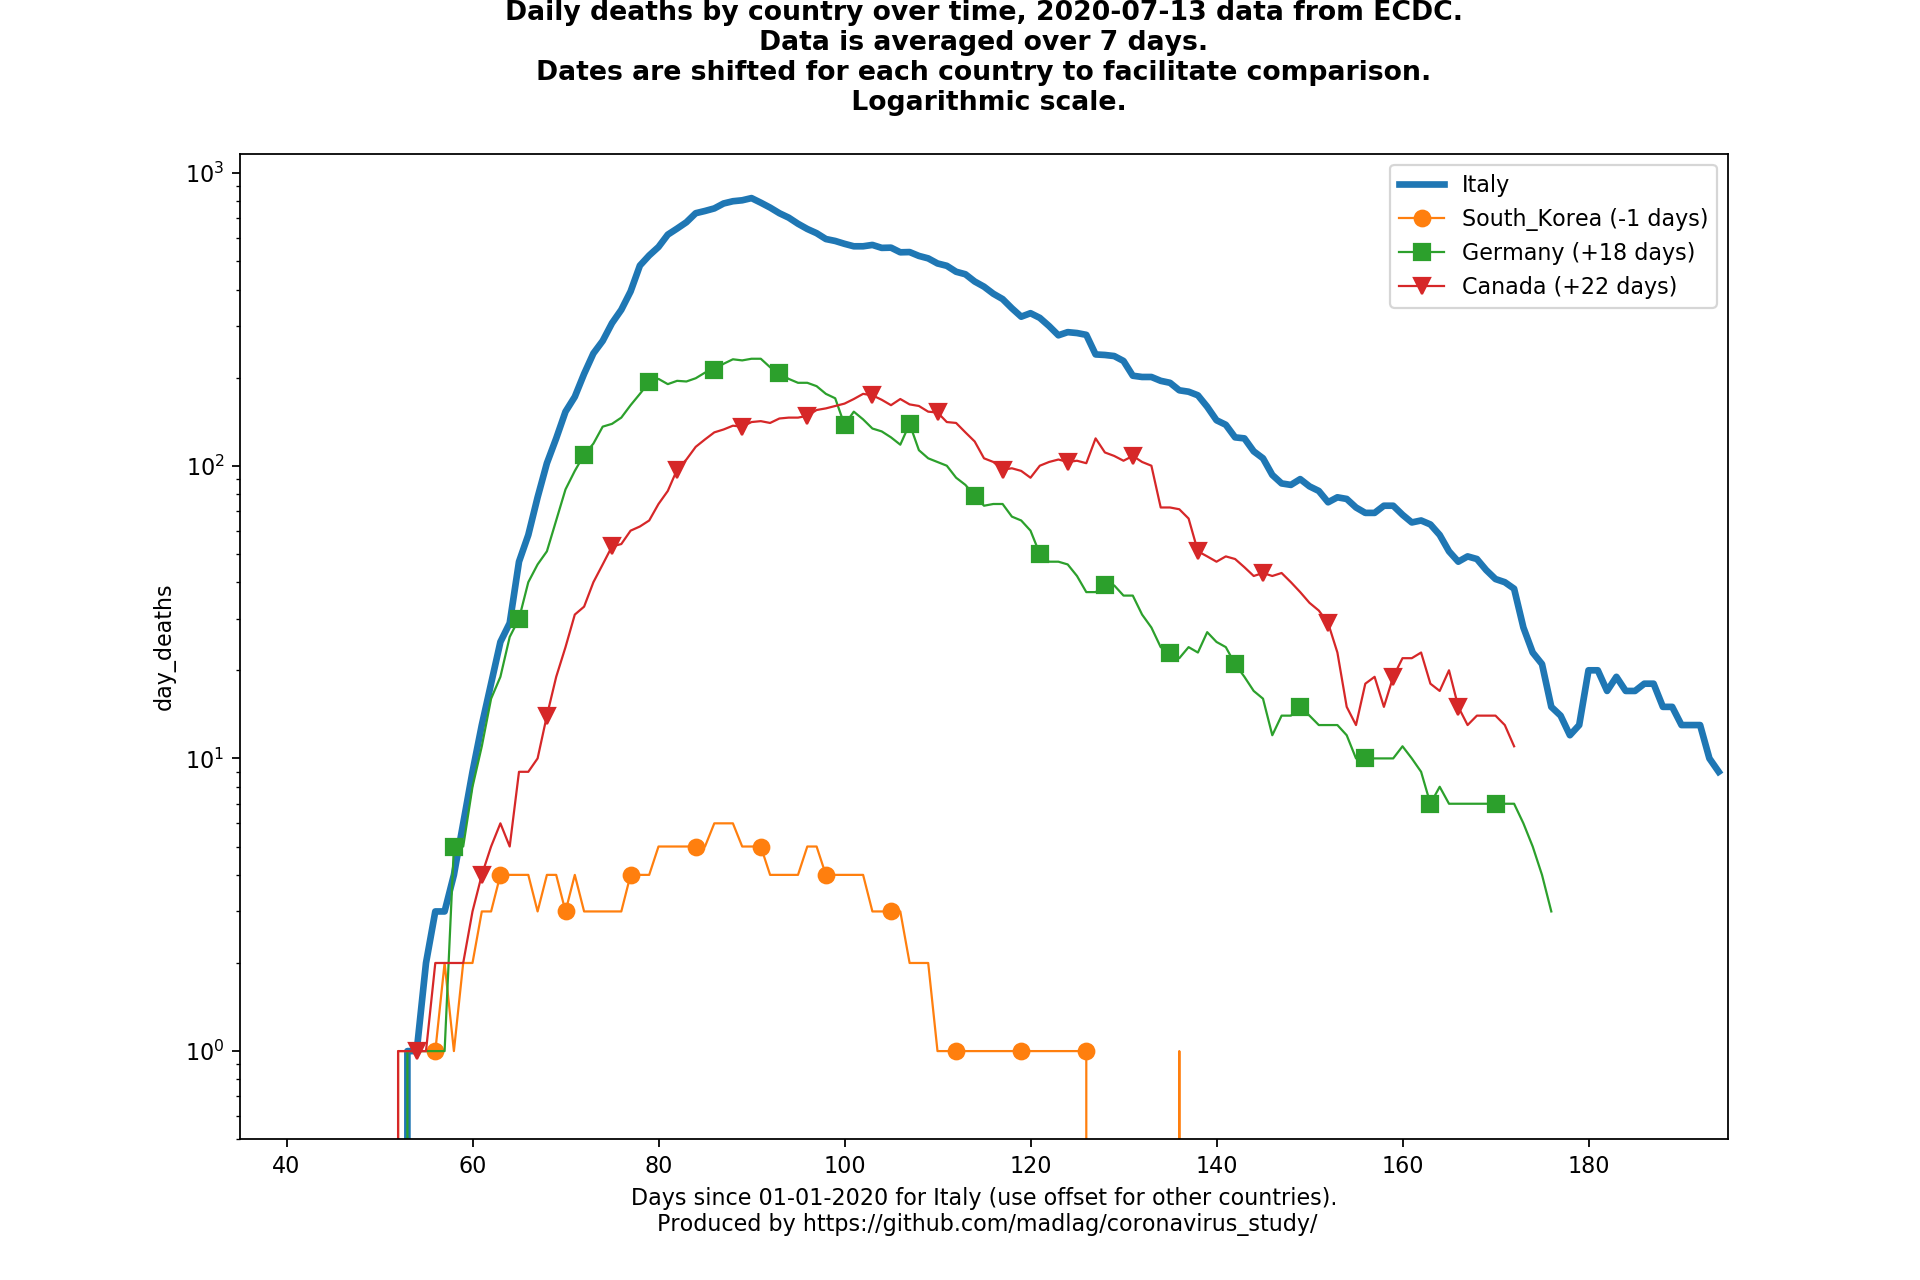 Daily deaths by country over time, 2020-07-13 data from ECDC.
Data is averaged over 7 days.
Dates are shifted for each country to facilitate comparison.
Logarithmic scale.
10³
10²
10¹
10⁰
day_deaths
Italy
South_Korea (-1 days)
Germany (+18 days)
Canada (+22 days)
40 60 80 100 120 140 160 180
Days since 01-01-2020 for Italy (use offset for other countries).
Produced by https://github.com/madlag/coronavirus_study/